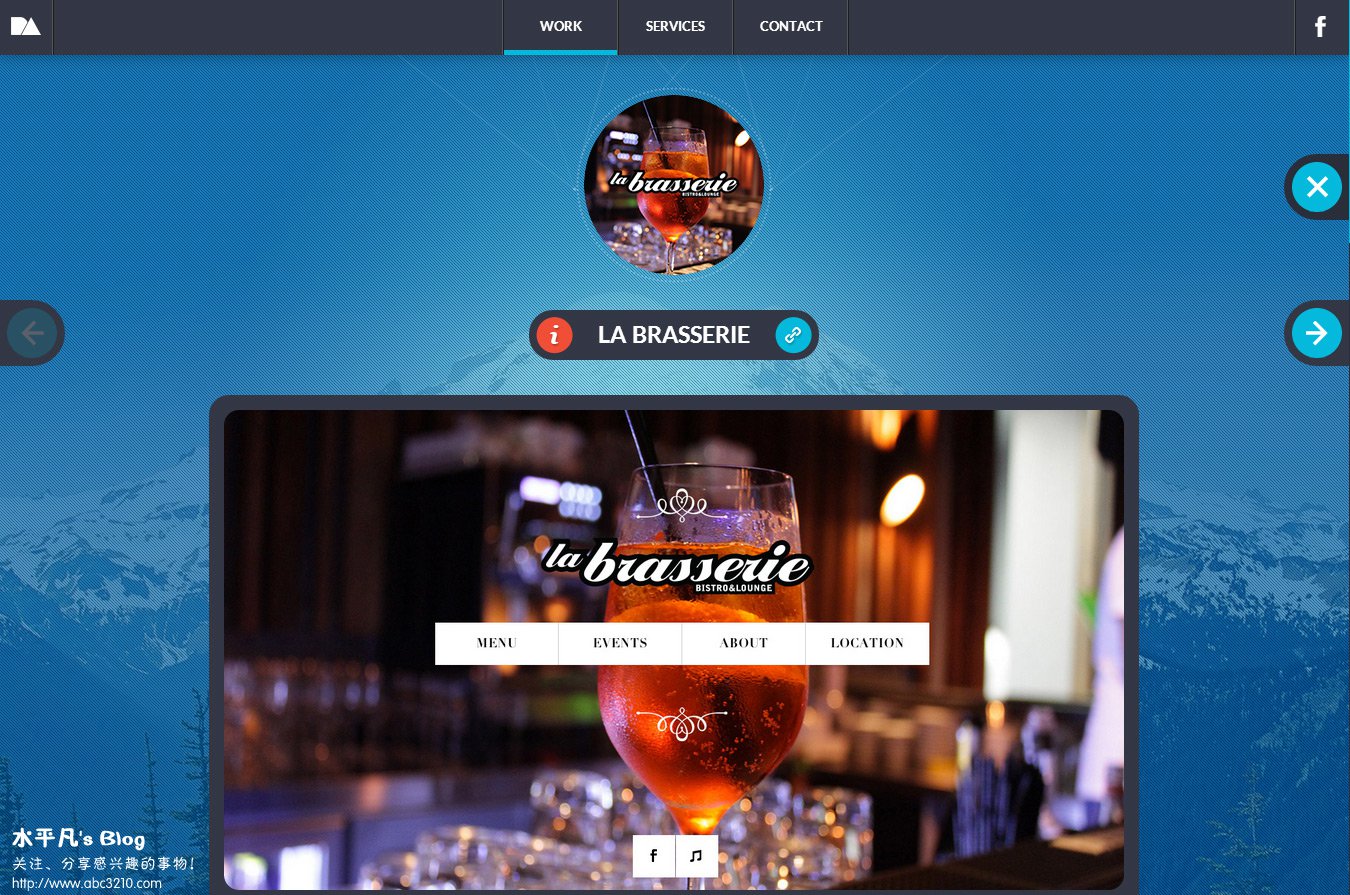 WORK SERVICES CONTACT
la brasserie
BISTRO&LOUNGE
LA BRASSERIE
la brasserie
BISTRO&LOUNGE
MENU EVENTS ABOUT LOCATION
水平凡's Blog
关注、分享感兴趣的事物!
http://www.abc3210.com